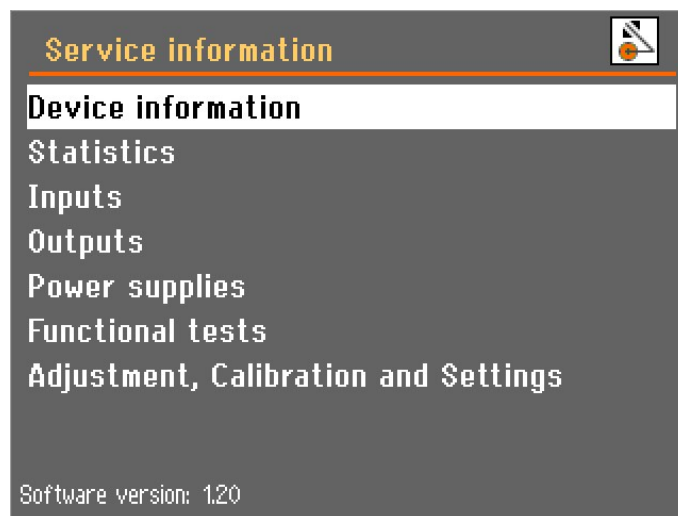 Service information
Device information
Statistics
Inputs
Outputs
Power supplies
Functional tests
Adjustment, Calibration and Settings
Software version: 1.20